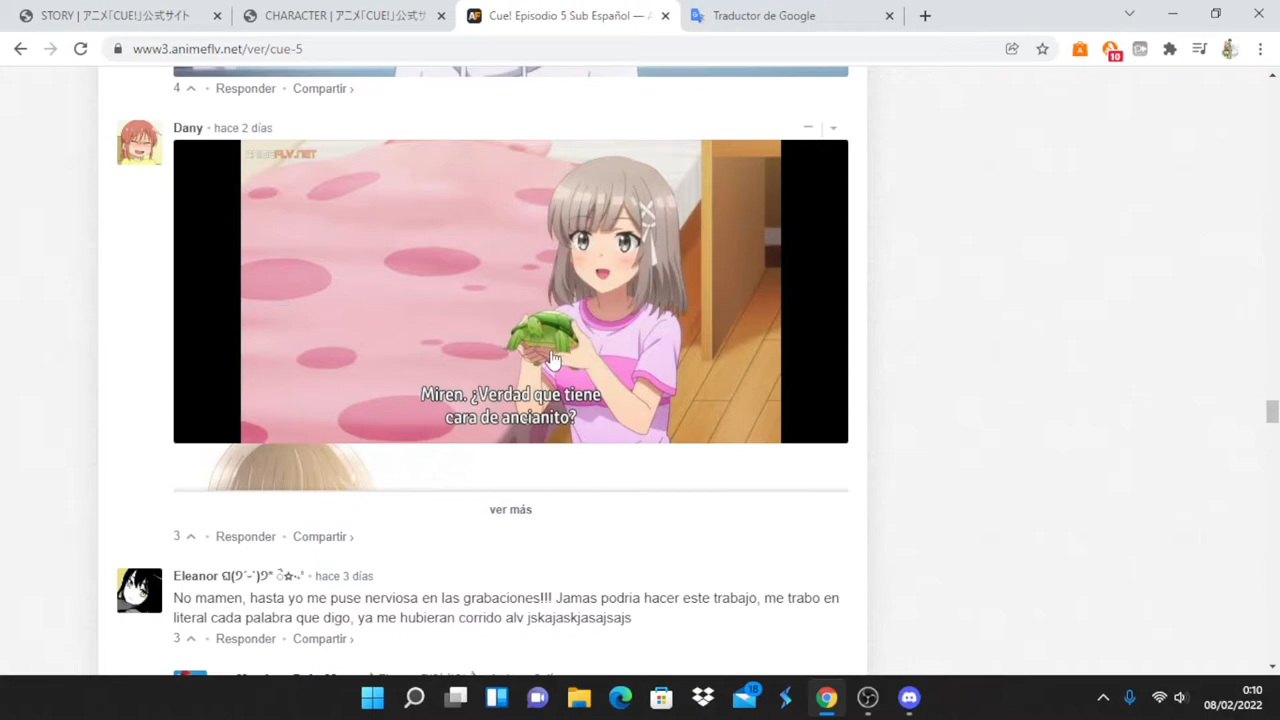 STORY | アニメ「CUE!」公式サイト
CHARACTER | アニメ「CUE!」公式サ
Cue! Episodio 5 Sub Español —
Traductor de Google
www3.animeflv.net/ver/cue-5
10
4 • Responder • Compartir ›
Dany • hace 2 días
ANIMEFLV.NET
Miren. ¿Verdad que tiene
cara de ancianito?
ver más
3 • Responder • Compartir ›
Eleanor • hace 3 días
No mamen, hasta yo me puse nerviosa en las grabaciones!!! Jamas podria hacer este trabajo, me trabo en
literal cada palabra que digo, ya me hubieran corrido alv jskajaskjasajsajs
3 • Responder • Compartir ›
18
0:10
08/02/2022